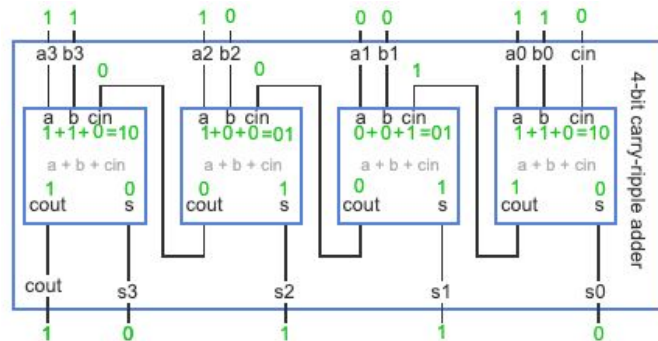 1 1 1 0 0 0 1 1 0
a3 b3 a2 b2 a1 b1 a0 b0 cin
0 0 1
a b cin a b cin a b cin a b cin
1+1+0=10 1+0+0=01 0+0+1=01 1+1+0=10
a + b + cin a + b + cin a + b + cin a + b + cin
1 0 0 1 0 1 1 0
cout s cout s cout s cout s
cout s3 s2 s1 s0
1 0 1 1 0
4-bit carry-ripple adder